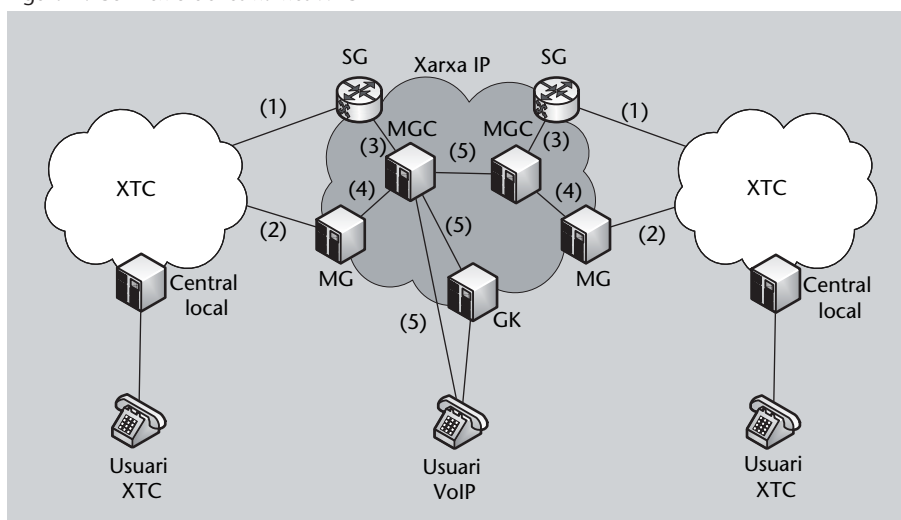 SG
Xarxa IP
SG
(1)
MGC
MGC
(1)
(3)
(5)
(3)
XTC
XTC
(4)
(4)
(2)
(5)
(2)
MG
MG
Central
local
(5)
GK
Central
local
Usuari
XTC
Usuari
VoIP
Usuari
XTC